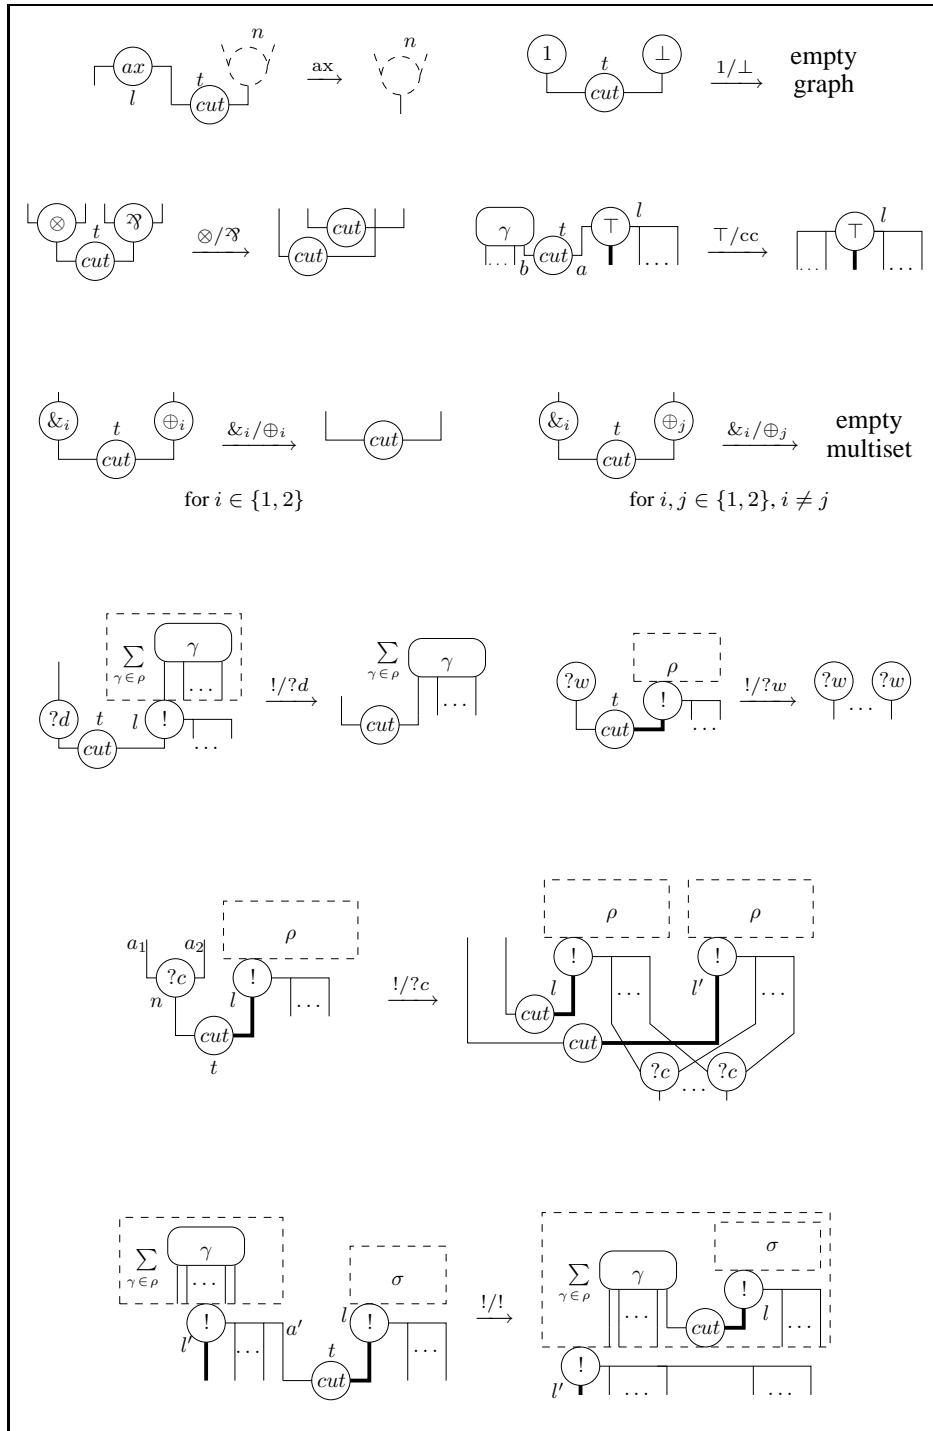 n n
ax t ax 1 ⊥ empty
l cut t cut 1/⊥ graph
⊗ ⅋ t cut ⊗/⅋ cut cut
γ t ⊤ l ⊤/cc ⊤ l
... b cut a ... ... ...
&i t ⊕i &i/⊕i cut
cut
for i ∈ {1, 2}
&i t ⊕j &i/⊕j empty
cut multiset
for i, j ∈ {1, 2}, i ≠ j
∑ γ∈ρ γ ... ∑ γ∈ρ γ ...
?d t l ! !/?d
cut ... cut
ρ
?w t ! !/?w ?w ?w
cut ... ...
ρ ρ ρ
a1 a2 ?c ! !/?c ! !
n l ... l ... l' ...
cut cut
t cut
?c ... ?c
∑ γ∈ρ γ ... σ ∑ γ∈ρ γ σ
! a' l ! !/! ... ! l
l' ... t ... cut ...
cut !
l' ... ...